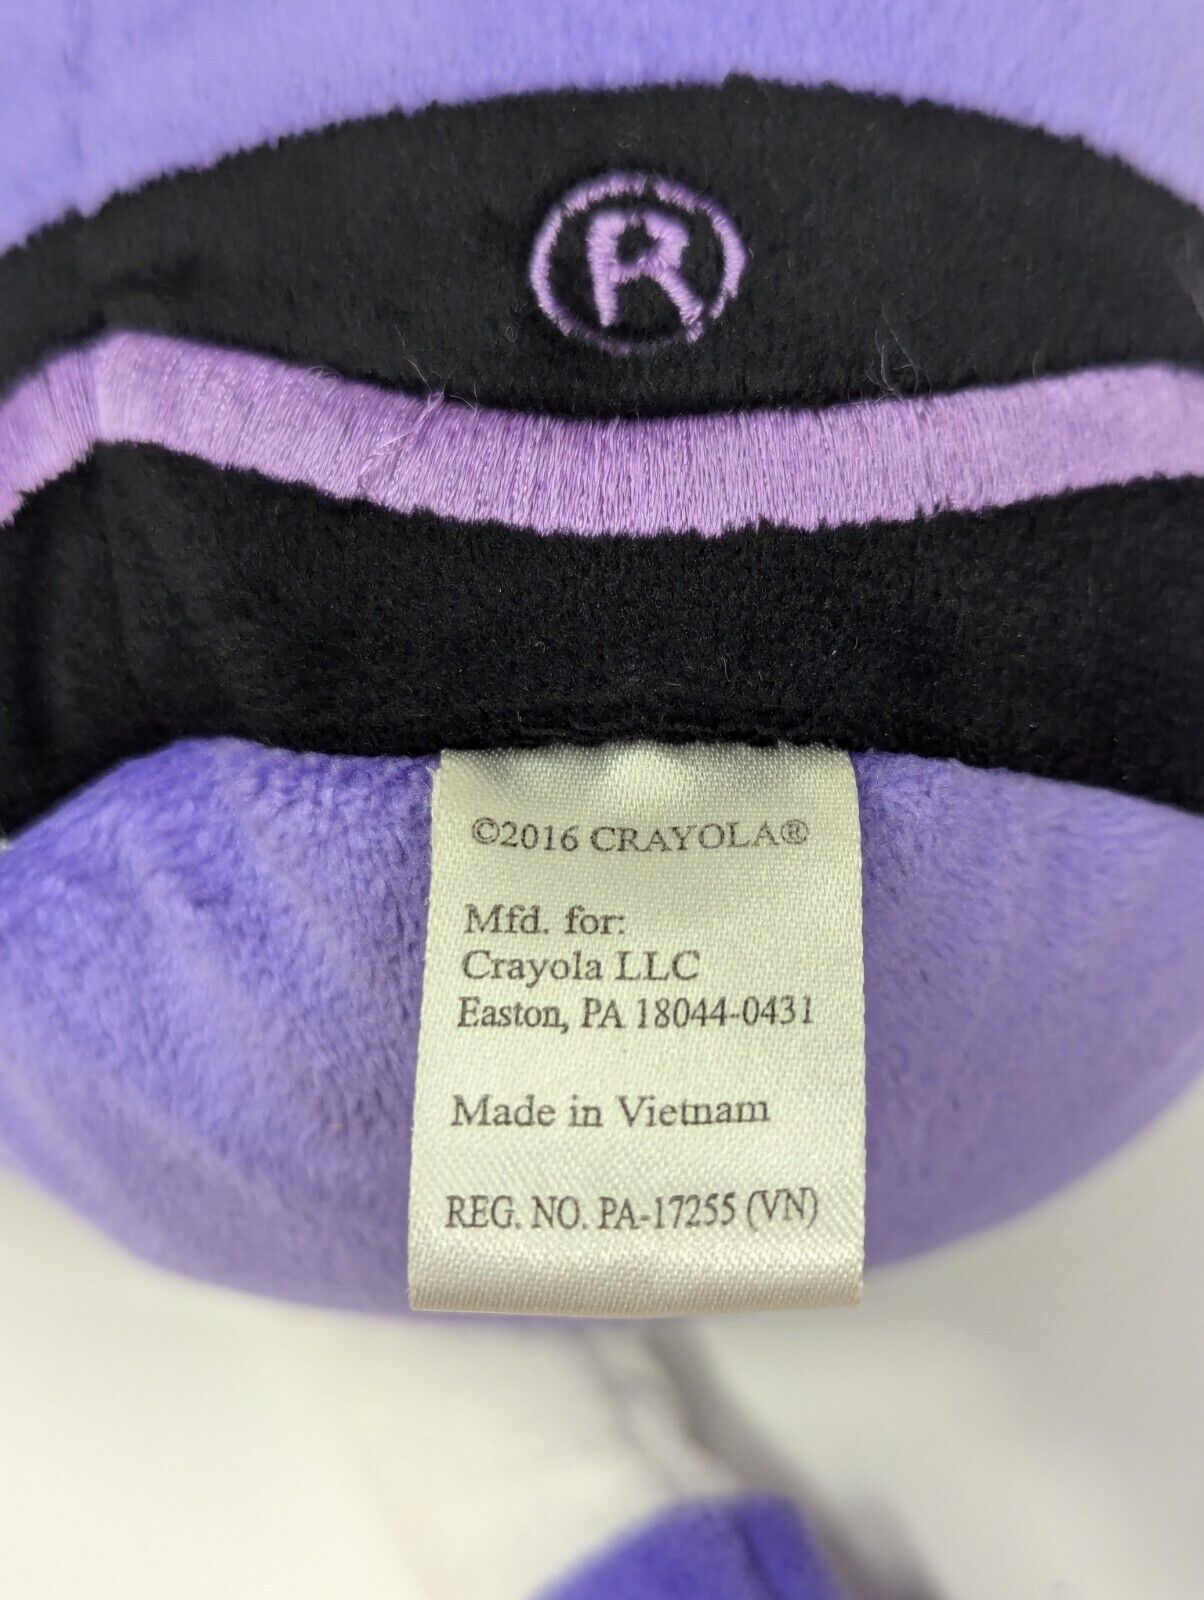 ®
©2016 CRAYOLA®
Mfd. for:
Crayola LLC
Easton, PA 18044-0431
Made in Vietnam
REG. NO. PA-17255 (VN)